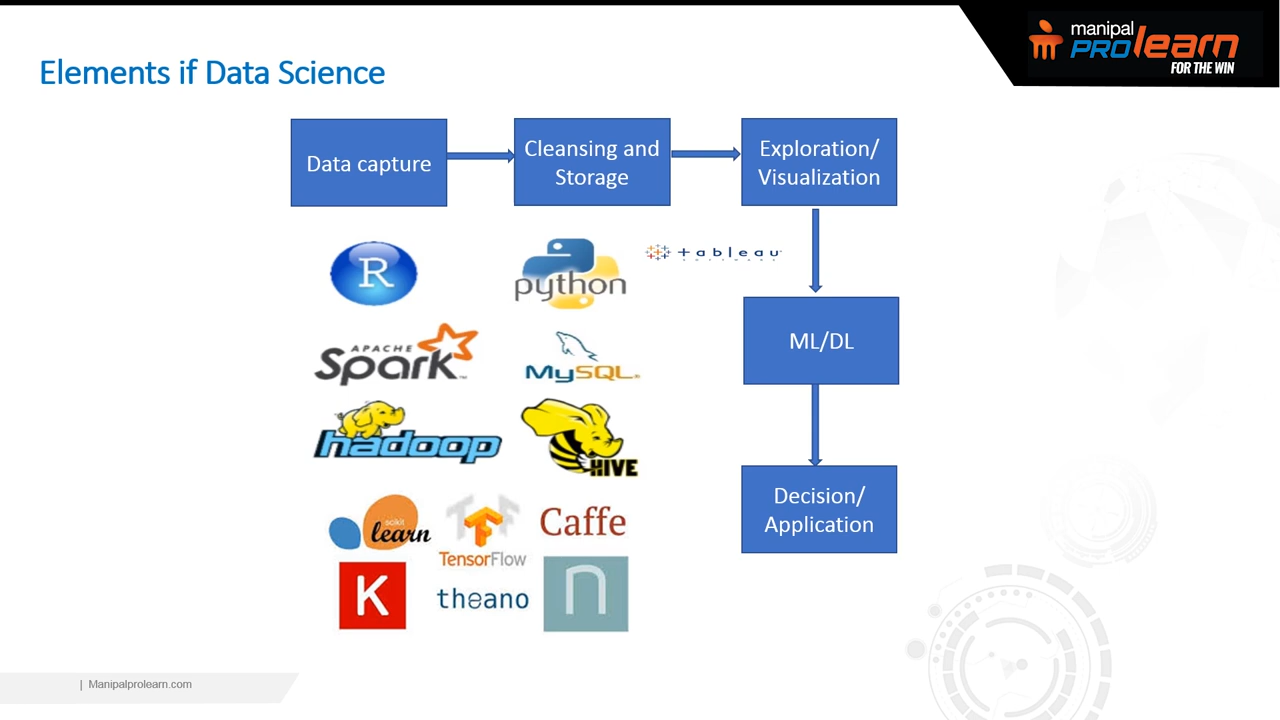 manipal
PROlearn
FOR THE WIN
Elements if Data Science
Data capture
Cleansing and
Storage
Exploration/
Visualization
R
python
+ a b l e a u
APACHE
Spark
MySQL
ML/DL
hadoop
HIVE
Decision/
Application
scikit
learn
TensorFlow
Caffe
K
theano
n
| Manipalprolearn.com